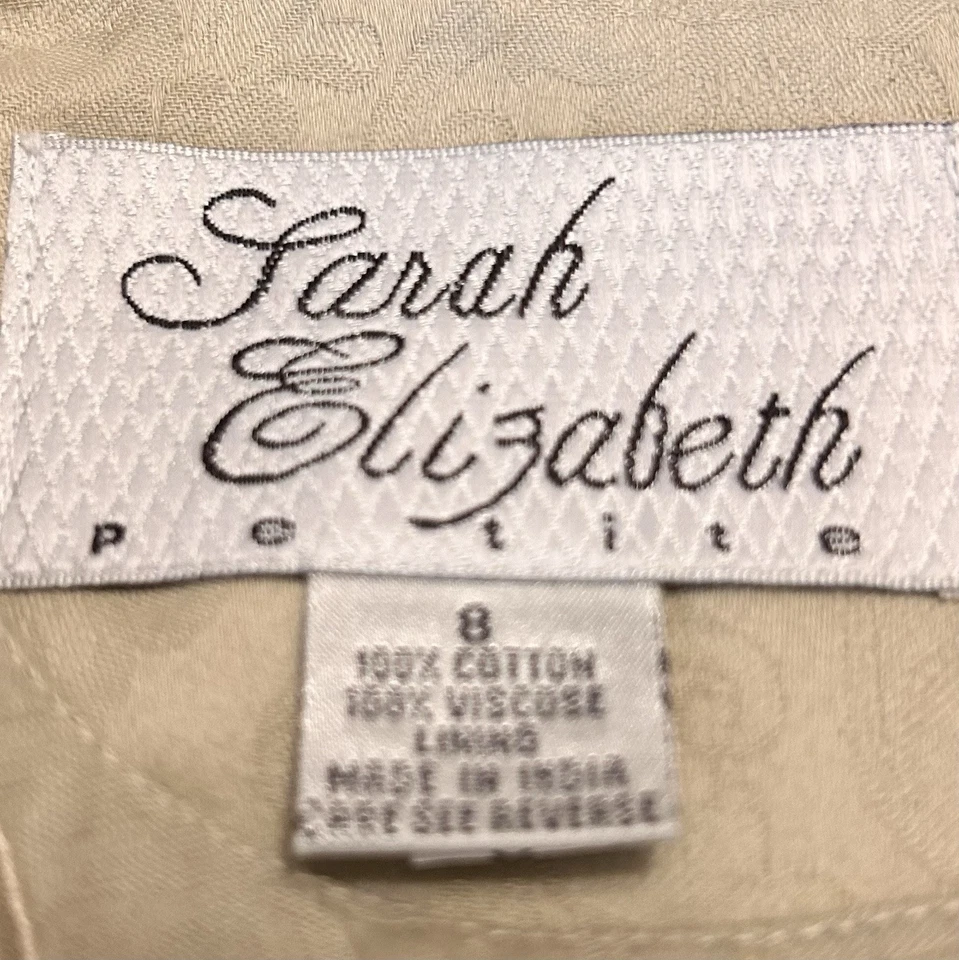 Sarah
Elizabeth
petite
8
100% COTTON
100% VISCOSE
LINING
MADE IN INDIA
CARE SEE REVERSE